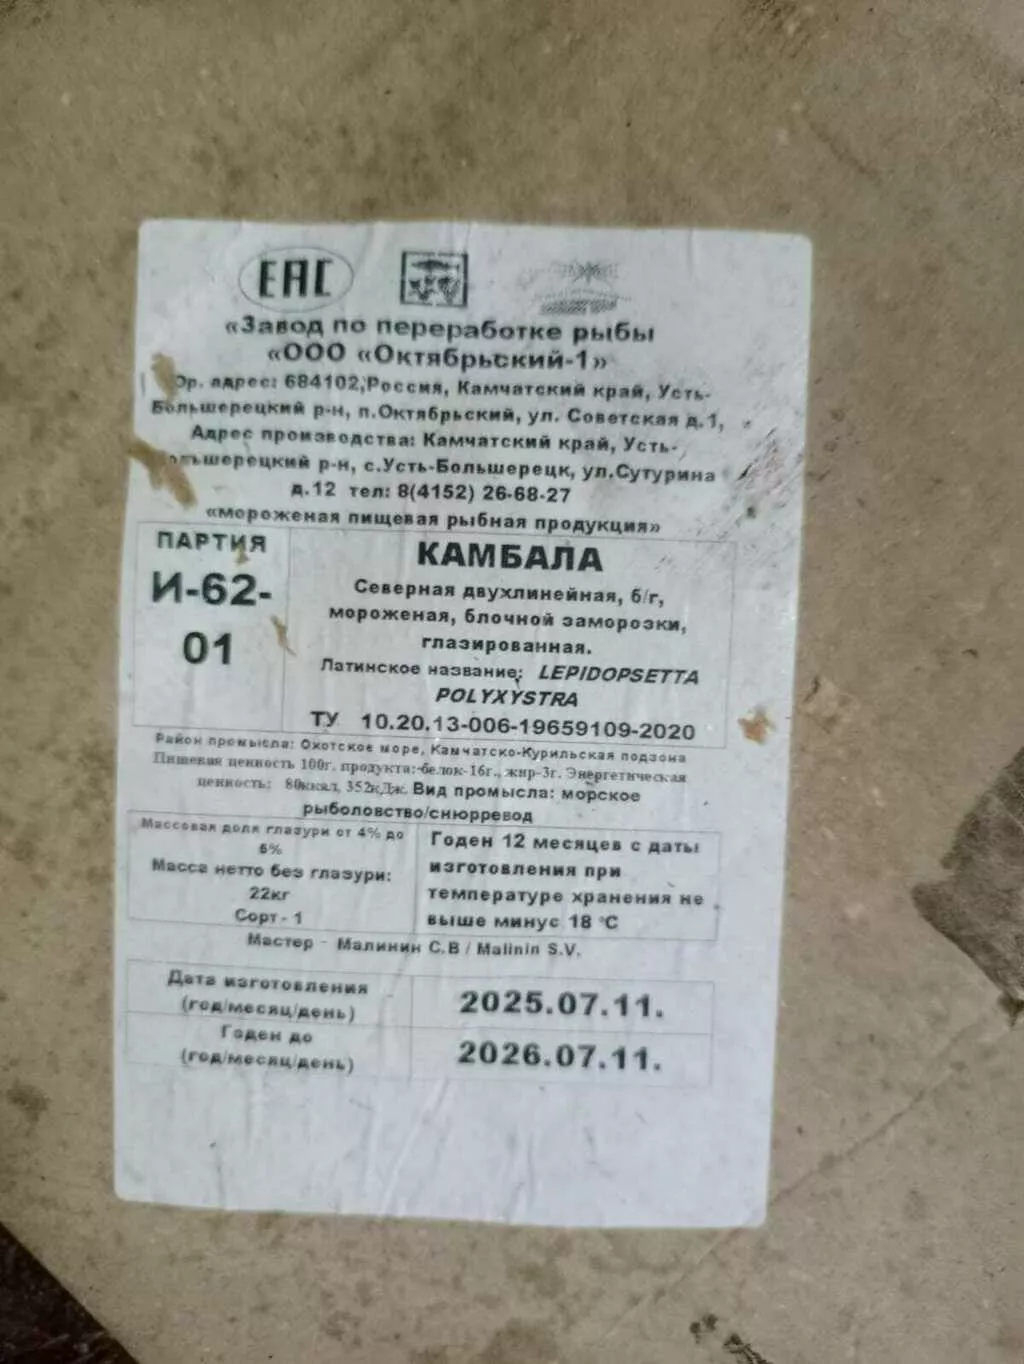 ЕАС
«Завод по переработке рыбы
«ООО «Октябрьский-1»
Юр. адрес: 684102,Россия, Камчатский край, Усть-
Большерецкий р-н, п.Октябрьский, ул. Советская д.1,
Адрес производства: Камчатский край, Усть-
Большерецкий р-н, с.Усть-Большерецк, ул.Сутурина
д.12 тел: 8(4152) 26-68-27
«мороженая пищевая рыбная продукция»
ПАРТИЯ
И-62-
01
КАМБАЛА
Северная двухлинейная, б/г,
мороженая, блочной заморозки,
глазированная.
Латинское название: LEPIDOPSETTA
POLYXYSTRA
ТУ 10.20.13-006-19659109-2020
Район промысла: Охотское море, Камчатско-Курильская подзона
Пищевая ценность 100г. продукта:-белок-16г., жир-3г. Энергетическая
ценность: 80ккал, 352кДж. Вид промысла: морское
рыболовство/снюрревод
Массовая доля глазури от 4% до
6%
Масса нетто без глазури:
22кг
Сорт - 1
Годен 12 месяцев с даты
изготовления при
температуре хранения не
выше минус 18 °С
Мастер - Малинин С.В / Malinin S.V.
Дата изготовления
(год/месяц/день)
2025.07.11.
Годен до
(год/месяц/день)
2026.07.11.